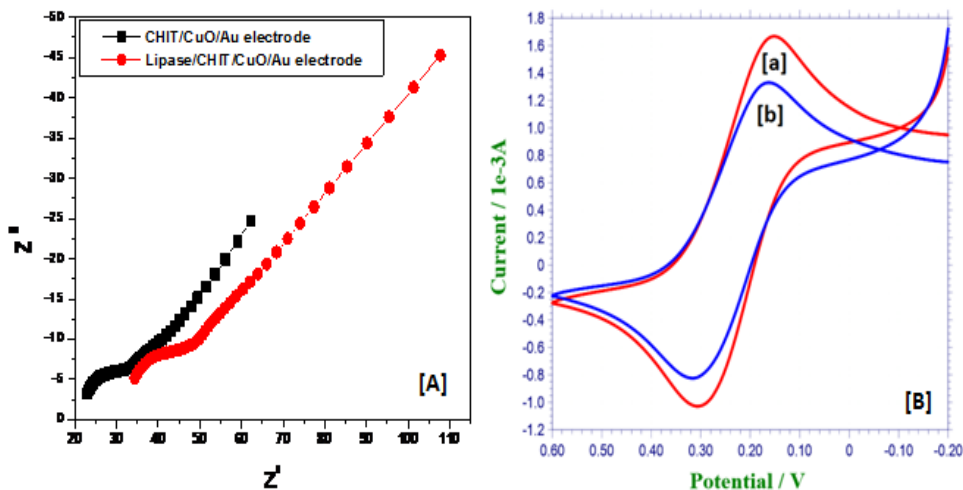 -50
-45
-40
-35
-30
-25
-20
-15
-10
-5
0
CHIT/CuO/Au electrode
Lipase/CHIT/CuO/Au electrode
[A]
20 30 40 50 60 70 80 90 100 110
Z''
Z'
1.8
1.6
1.4
1.2
1.0
0.8
0.6
0.4
0.2
0
-0.2
-0.4
-0.6
-0.8
-1.0
-1.2
[a]
[b]
[B]
0.60 0.50 0.40 0.30 0.20 0.10 0 -0.10 -0.20
Current / 1e-3A
Potential / V